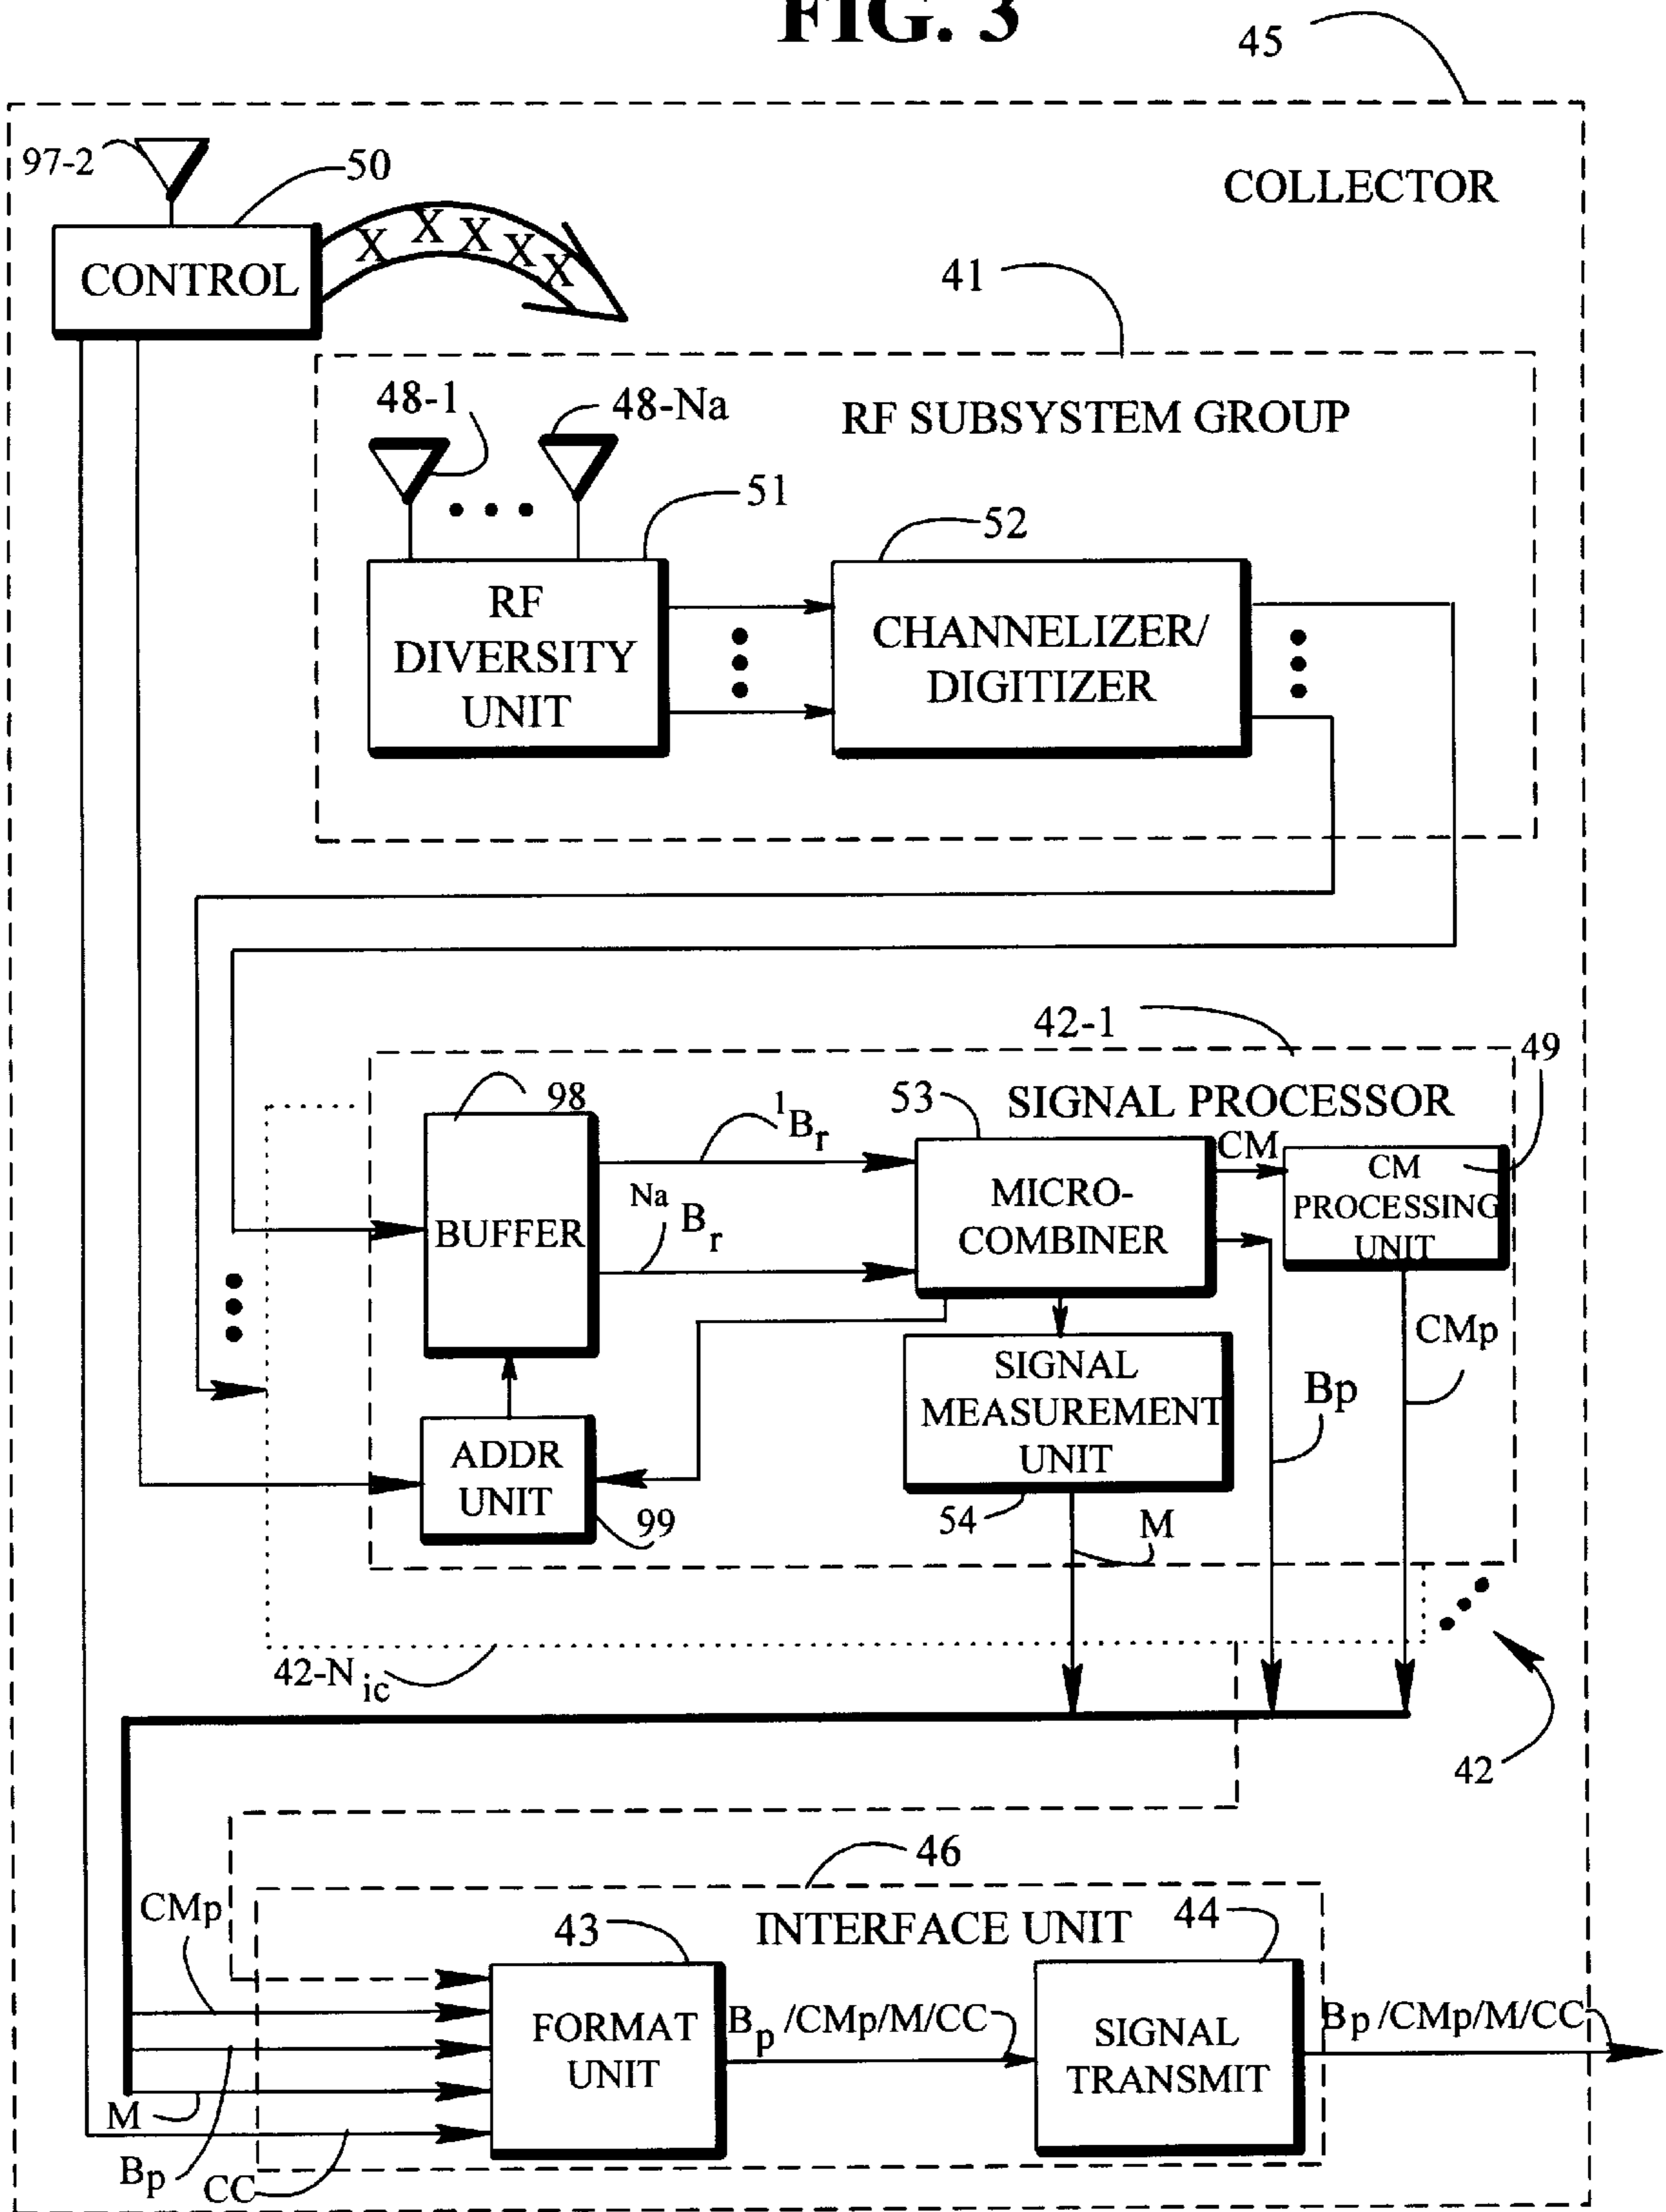 FIG. 3
45
97-2
50
COLLECTOR
X X X X X
CONTROL
41
48-1
48-Na
RF SUBSYSTEM GROUP
51
52
RF
DIVERSITY
UNIT
CHANNELIZER/
DIGITIZER
42-1
49
98
53
SIGNAL PROCESSOR
1Br
CM
CM
PROCESSING
UNIT
MICRO-
COMBINER
NaBr
BUFFER
CMp
SIGNAL
MEASUREMENT
UNIT
Bp
ADDR
UNIT
99
54
M
42-Nic
42
46
CMp
43
INTERFACE UNIT
44
FORMAT
UNIT
Bp/CMp/M/CC
SIGNAL
TRANSMIT
Bp/CMp/M/CC
M
Bp
CC